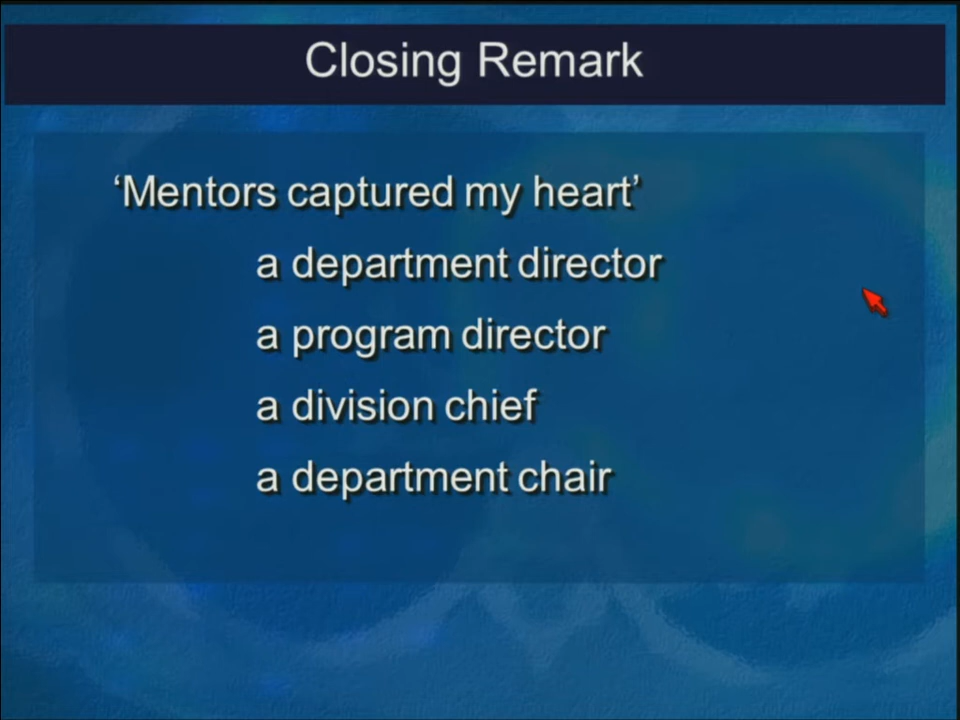 Closing Remark
‘Mentors captured my heart’
a department director
a program director
a division chief
a department chair